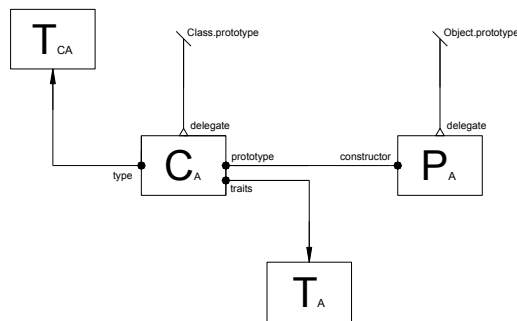 Class.prototype
Object.prototype
T CA
delegate
delegate
C A
prototype
constructor
P A
type
traits
T A